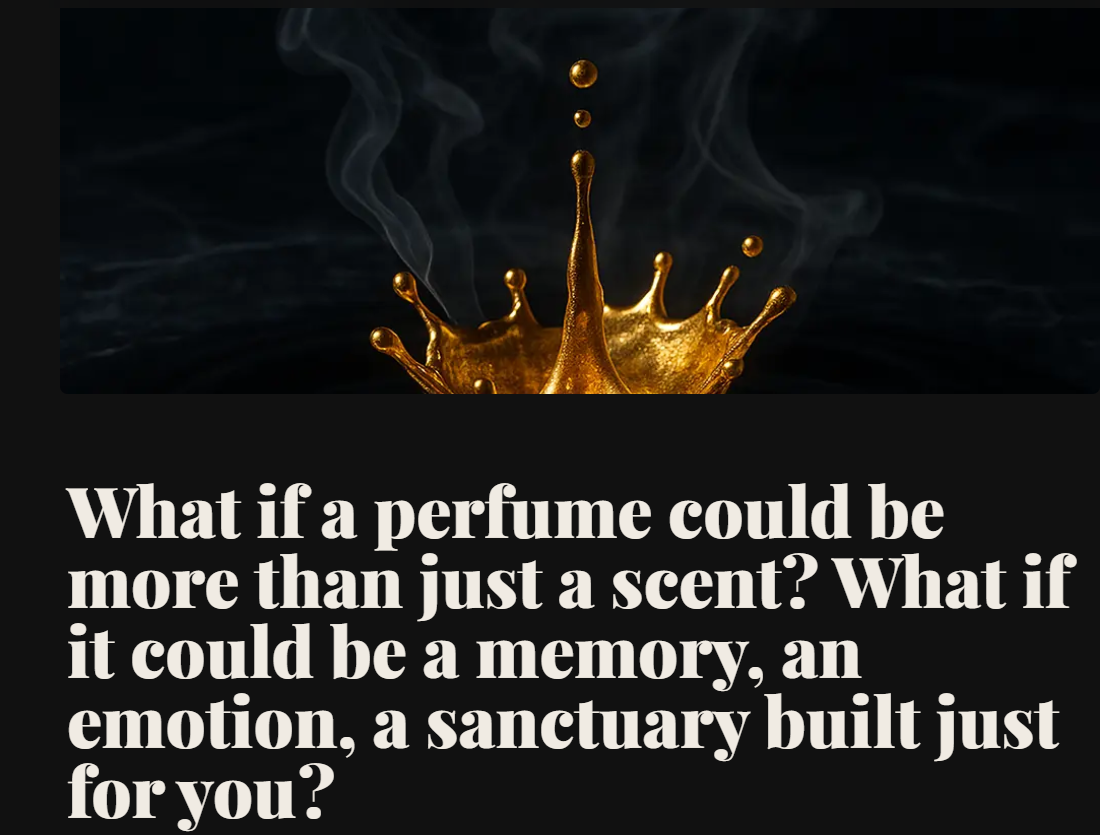 What if a perfume could be
more than just a scent? What if
it could be a memory, an
emotion, a sanctuary built just
for you?